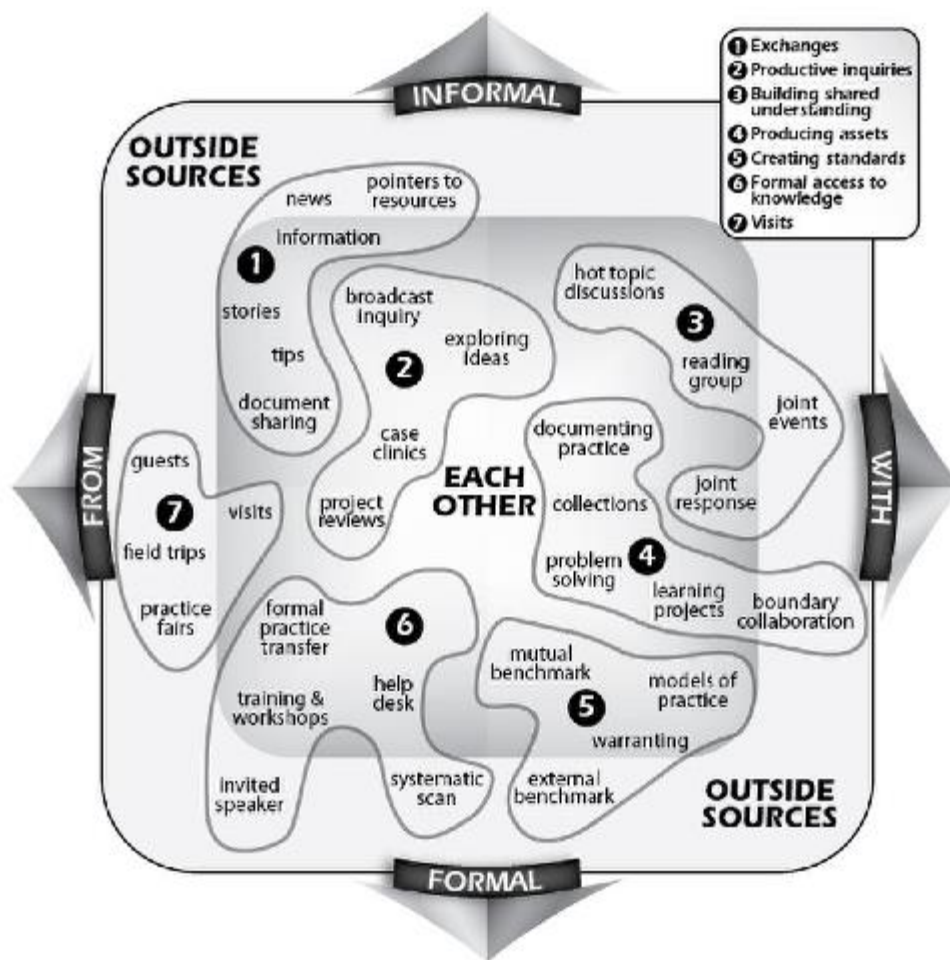 INFORMAL
1 Exchanges
2 Productive inquiries
3 Building shared
understanding
4 Producing assets
5 Creating standards
6 Formal access to
knowledge
7 Visits
OUTSIDE
SOURCES
news
pointers to
resources
information
1
stories
tips
document
sharing
broadcast
inquiry
exploring
ideas
2
case
clinics
project
reviews
hot topic
discussions
3
reading
group
joint
events
joint
response
FROM
WITH
EACH
OTHER
documenting
practice
collections
problem
solving
4
learning
projects
boundary
collaboration
guests
7
visits
field trips
practice
fairs
formal
practice
transfer
6
training &
workshops
help
desk
invited
speaker
systematic
scan
mutual
benchmark
models of
practice
5
warranting
external
benchmark
OUTSIDE
SOURCES
FORMAL